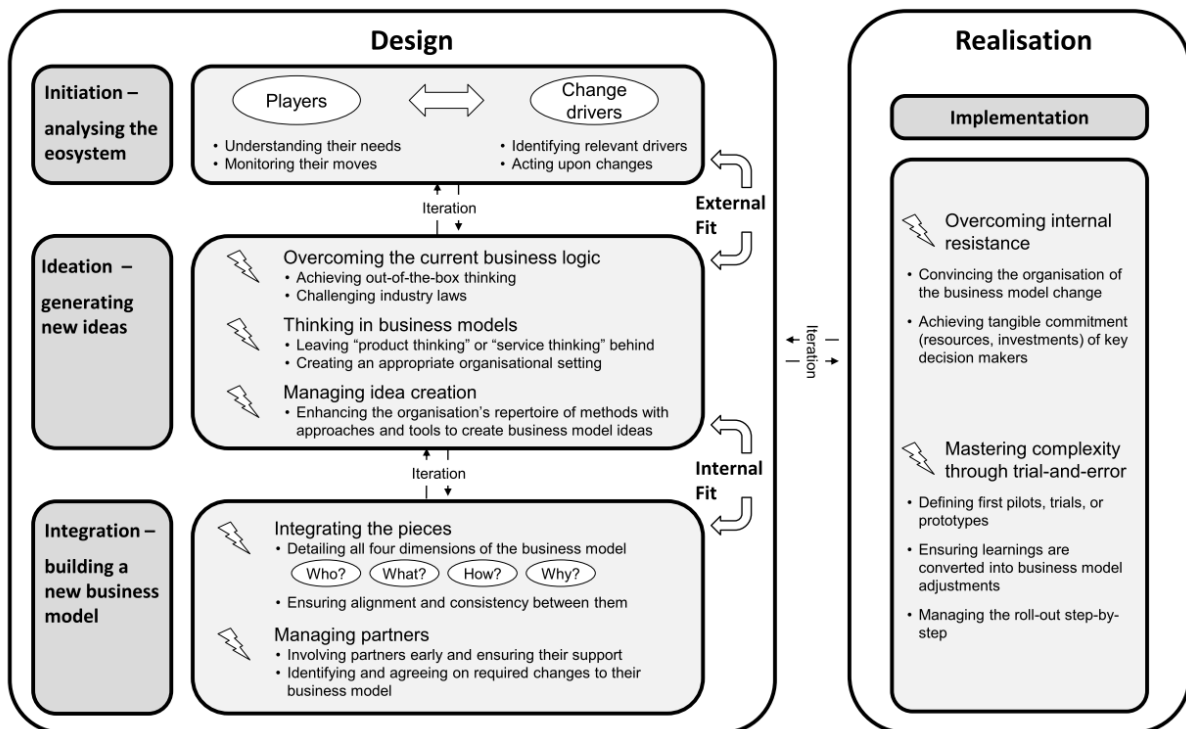 Design
Initiation –
analysing the
eosystem
Players
Change
drivers
• Understanding their needs
• Monitoring their moves
• Identifying relevant drivers
• Acting upon changes
Iteration
External
Fit
Ideation –
generating
new ideas
Overcoming the current business logic
• Achieving out-of-the-box thinking
• Challenging industry laws
Thinking in business models
• Leaving “product thinking” or “service thinking” behind
• Creating an appropriate organisational setting
Managing idea creation
• Enhancing the organisation’s repertoire of methods with
approaches and tools to create business model ideas
Iteration
Internal
Fit
Integration –
building a
new business
model
Integrating the pieces
• Detailing all four dimensions of the business model
Who? What? How? Why?
• Ensuring alignment and consistency between them
Managing partners
• Involving partners early and ensuring their support
• Identifying and agreeing on required changes to their
business model
Iteration
Realisation
Implementation
Overcoming internal
resistance
• Convincing the organisation of
the business model change
• Achieving tangible commitment
(resources, investments) of key
decision makers
Mastering complexity
through trial-and-error
• Defining first pilots, trials, or
prototypes
• Ensuring learnings are
converted into business model
adjustments
• Managing the roll-out step-by-
step